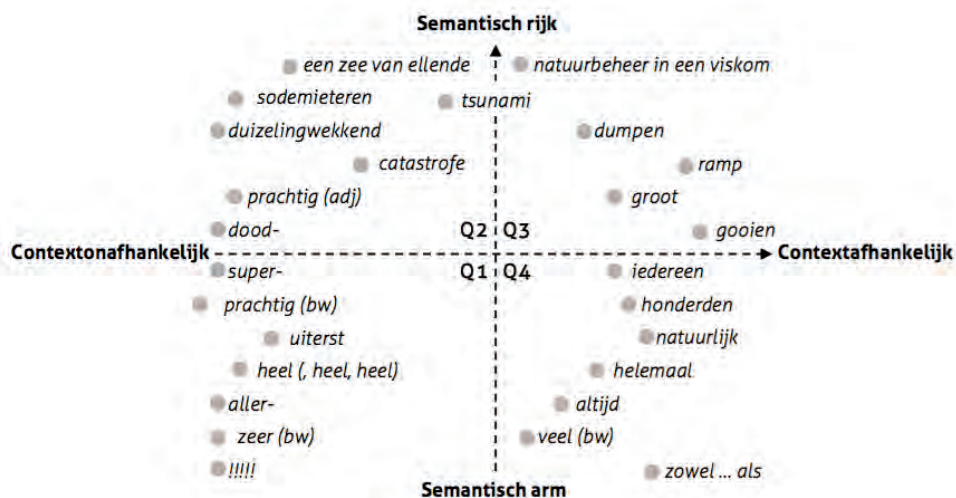 Semantisch rijk
een zee van ellende natuurbeheer in een viskom
sodemieteren tsunami
duizelingwekkend dumpen
catastrofe ramp
prachtig (adj) groot
dood- Q2 Q3 gooien
Contextonafhankelijk Contextafhankelijk
super- Q1 Q4 iedereen
prachtig (bw) honderden
uiterst natuurlijk
heel (, heel, heel) helemaal
aller- altijd
zeer (bw) veel (bw)
!!!!! zowel ... als
Semantisch arm